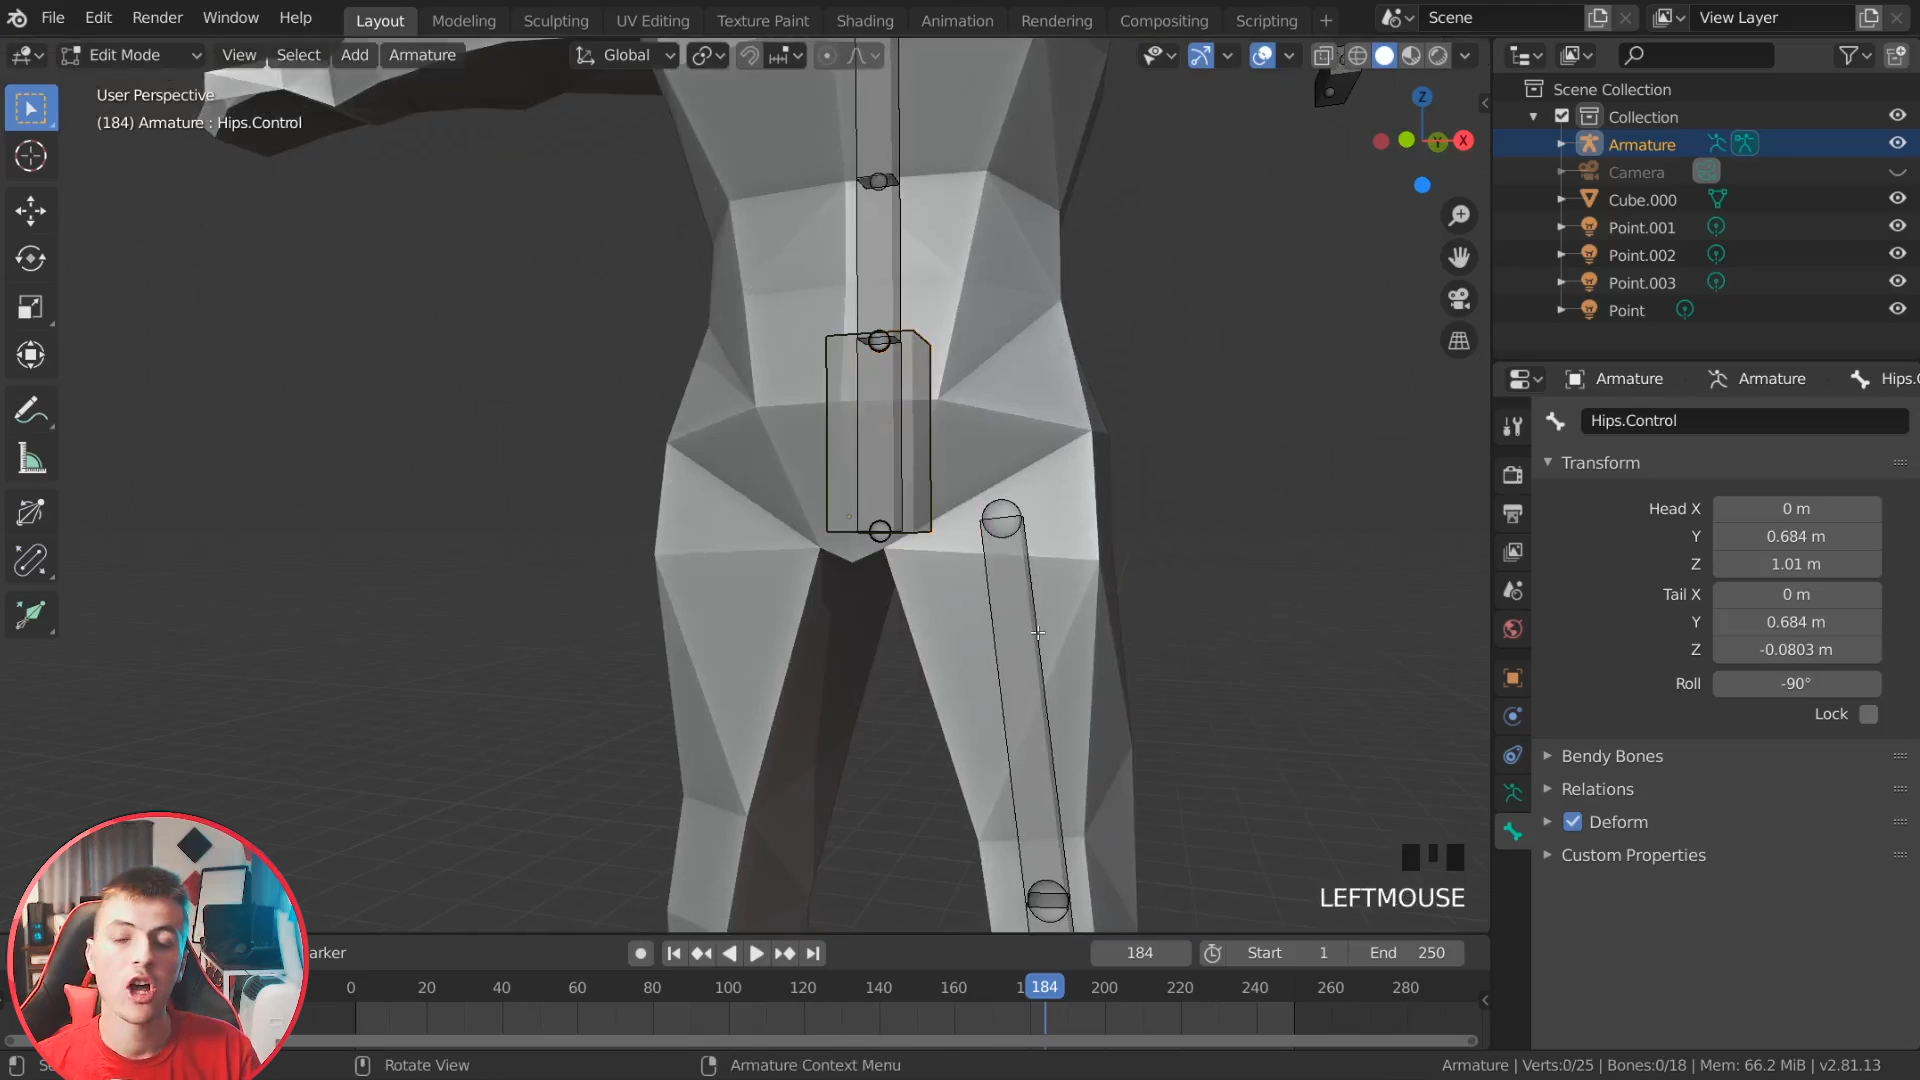 File Edit Render Window Help Layout Modeling Sculpting UV Editing Texture Paint Shading Animation Rendering Compositing Scripting + Scene View Layer
Edit Mode View Select Add Armature Global
User Perspective
(184) Armature : Hips.Control
Z
Y
X
Scene Collection
Collection
Armature
Camera
Cube.000
Point.001
Point.002
Point.003
Point
Armature Armature Hips.
Hips.Control
Transform
Head X 0 m
Y 0.684 m
Z 1.01 m
Tail X 0 m
Y 0.684 m
Z -0.0803 m
Roll -90°
Lock
Bendy Bones
Relations
Deform
Custom Properties
LEFTMOUSE
arker 184 Start 1 End 250
0 20 40 60 80 100 120 140 160 184 200 220 240 260 280
Rotate View Armature Context Menu Armature | Verts:0/25 | Bones:0/18 | Mem: 66.2 MiB | v2.81.13